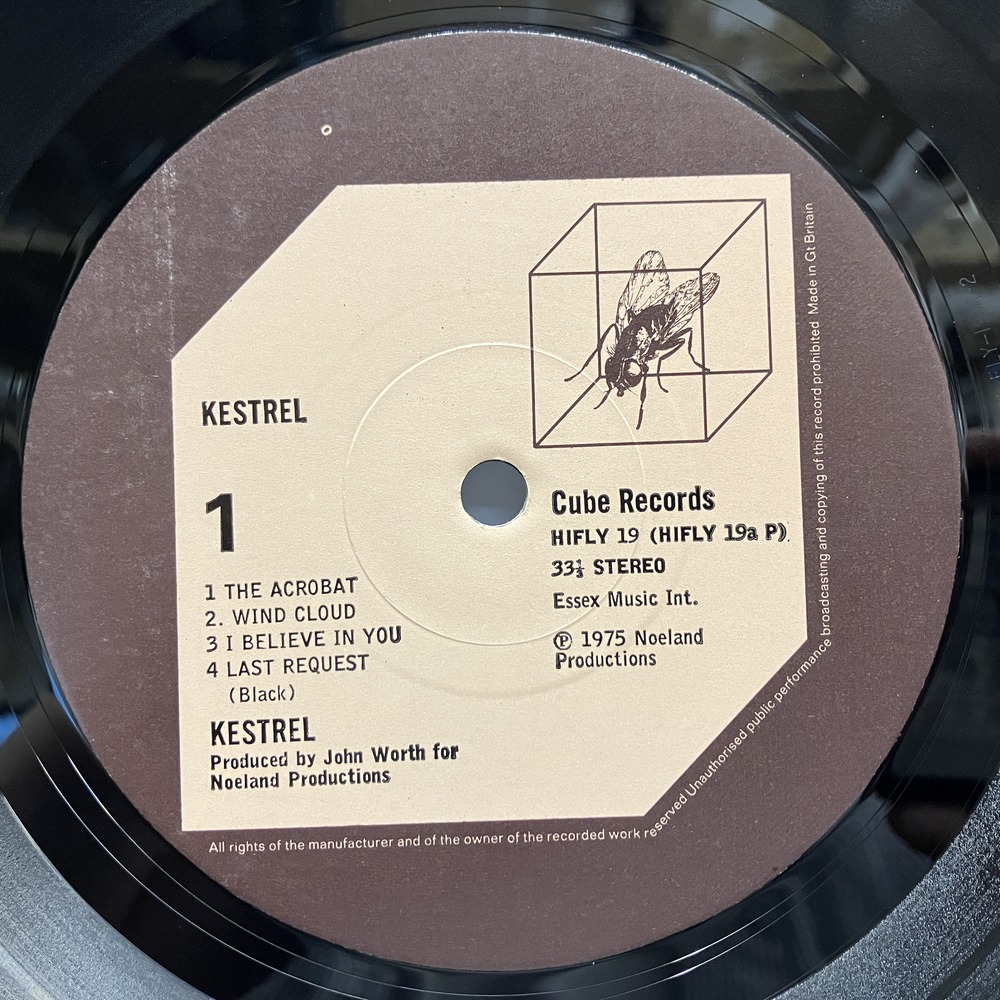 KESTREL
1
1 THE ACROBAT
2. WIND CLOUD
3 I BELIEVE IN YOU
4 LAST REQUEST
(Black)
KESTREL
Produced by John Worth for
Noeland Productions
Cube Records
HIFLY 19 (HIFLY 19a P).
33⅓ STEREO
Essex Music Int.
Ⓟ 1975 Noeland
Productions
All rights of the manufacturer and of the owner of the recorded work reserved Unauthorised public performance broadcasting and copying of this record prohibited Made in Gt Britain